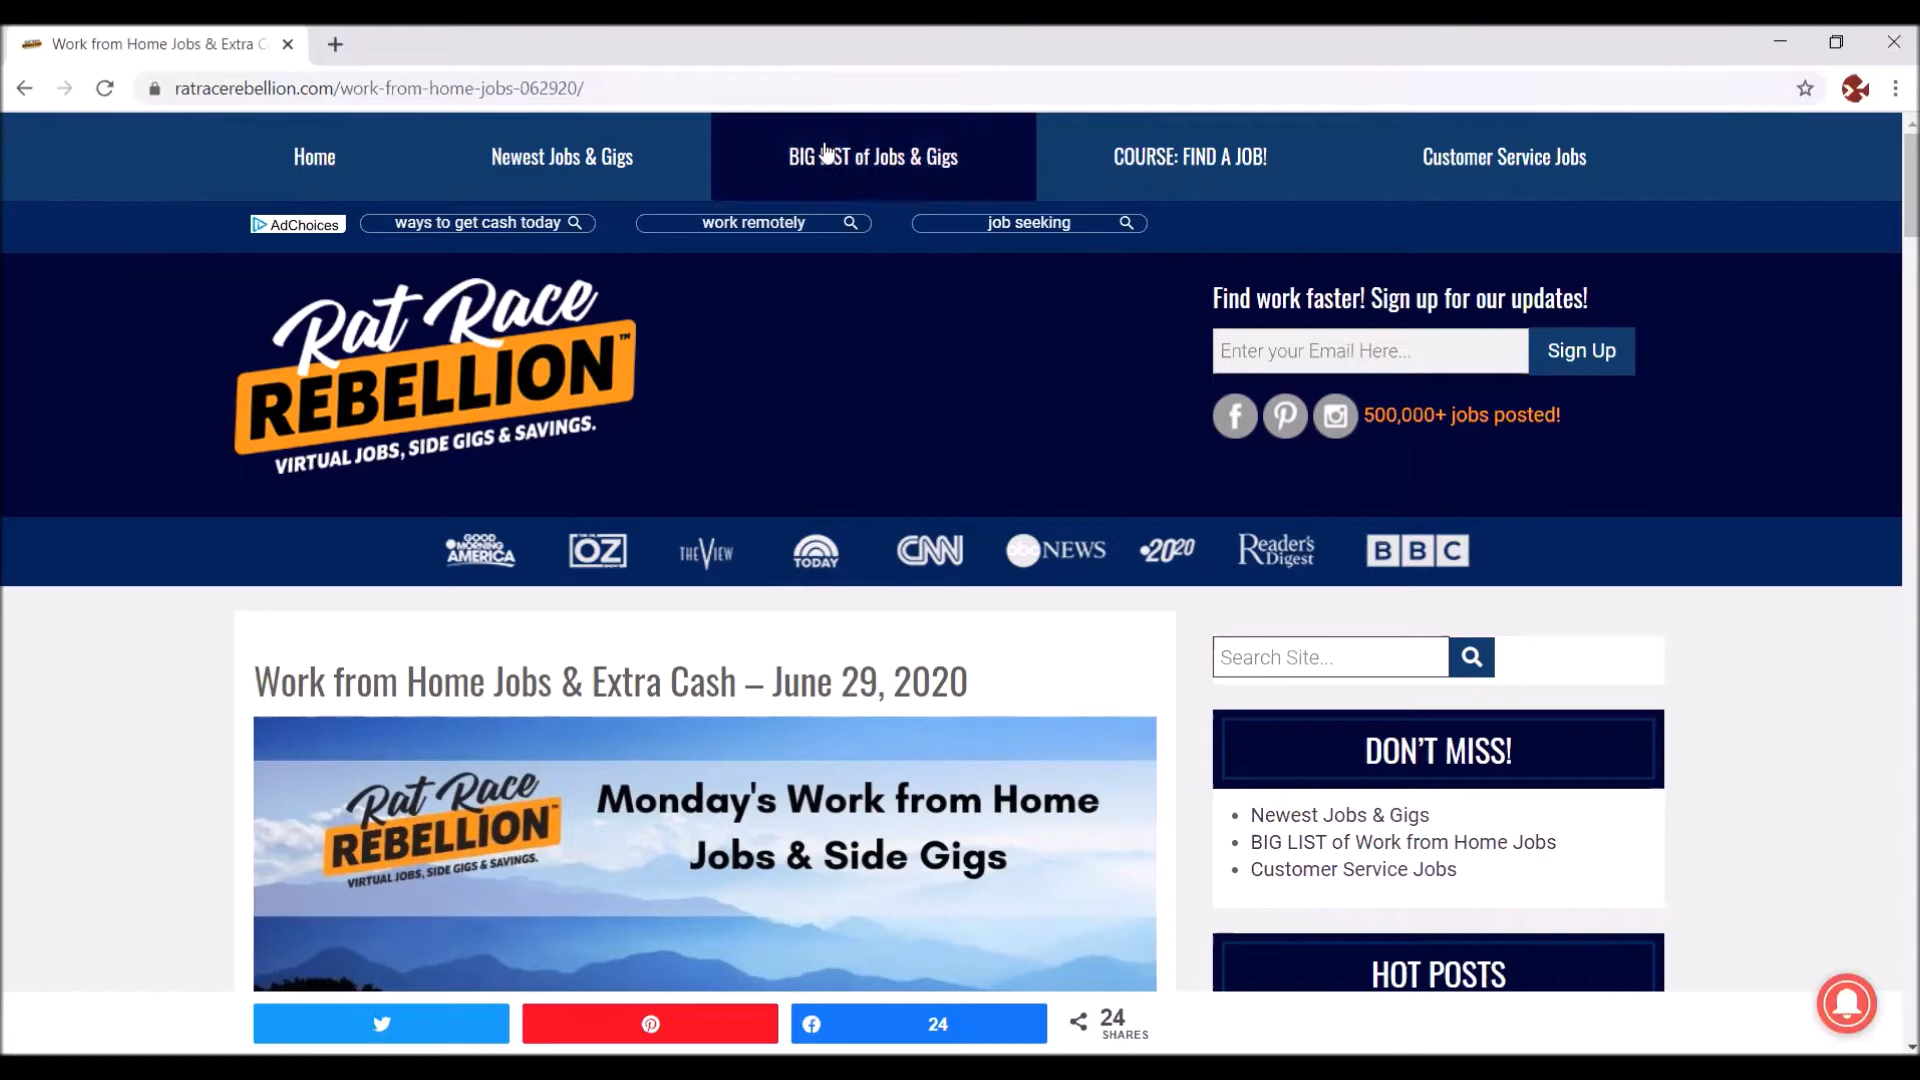 Work from Home Jobs & Extra C
ratracerebellion.com/work-from-home-jobs-062920/
Home
Newest Jobs & Gigs
BIG LIST of Jobs & Gigs
COURSE: FIND A JOB!
Customer Service Jobs
AdChoices
ways to get cash today
work remotely
job seeking
Rat Race
REBELLION™
VIRTUAL JOBS, SIDE GIGS & SAVINGS.
Find work faster! Sign up for our updates!
Enter your Email Here...
Sign Up
500,000+ jobs posted!
GOOD MORNING AMERICA
OZ
THE VIEW
TODAY
CNN
abc NEWS
2020
Reader's Digest
BBC
Work from Home Jobs & Extra Cash – June 29, 2020
Rat Race
REBELLION™
VIRTUAL JOBS, SIDE GIGS & SAVINGS.
Monday's Work from Home
Jobs & Side Gigs
Search Site...
DON'T MISS!
Newest Jobs & Gigs
BIG LIST of Work from Home Jobs
Customer Service Jobs
HOT POSTS
24
24
SHARES